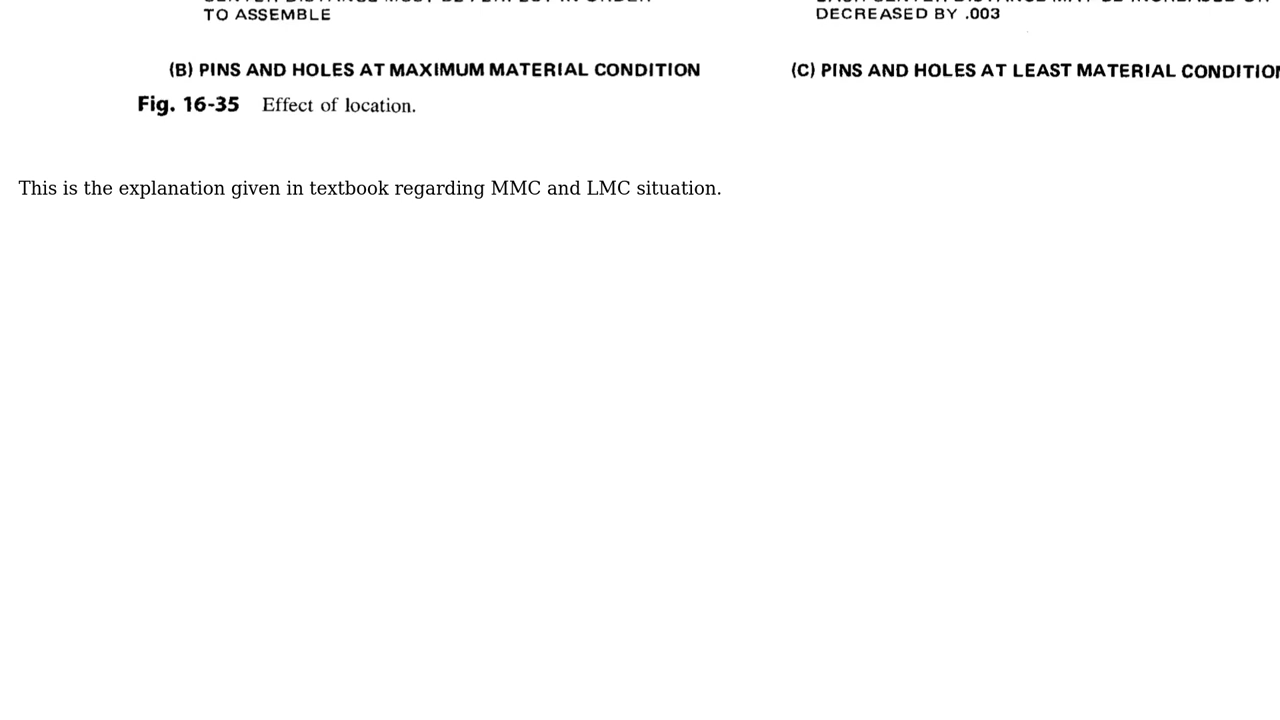 TO ASSEMBLE
DECREASED BY .003
(B) PINS AND HOLES AT MAXIMUM MATERIAL CONDITION
(C) PINS AND HOLES AT LEAST MATERIAL
Fig. 16-35 Effect of location.
This is the explanation given in textbook regarding MMC and LMC situation.